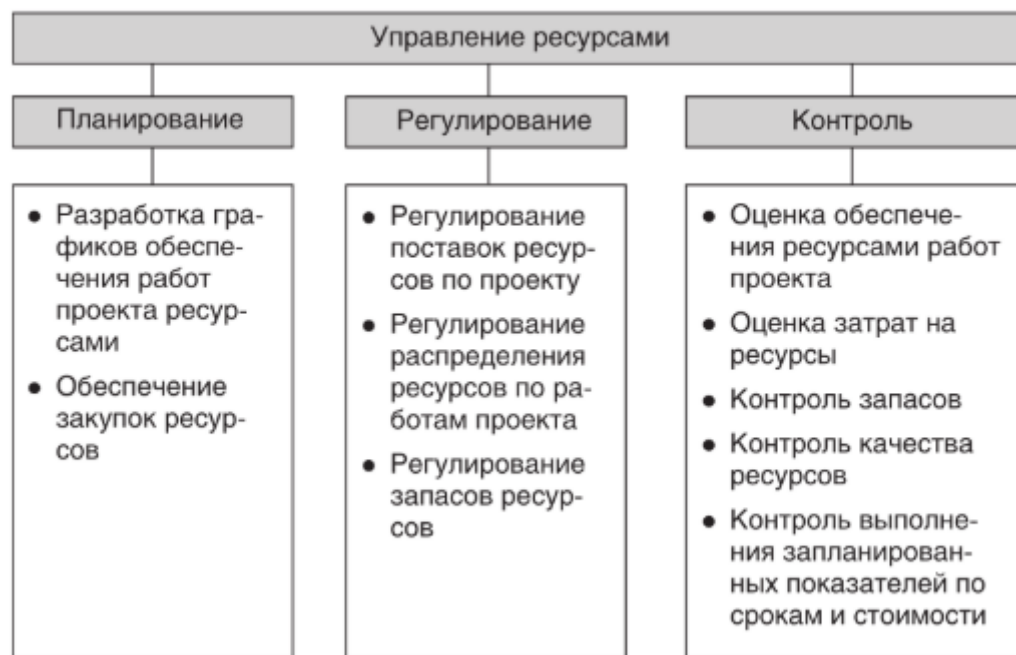 Управление ресурсами
Планирование
Регулирование
Контроль
● Разработка гра-
фиков обеспе-
чения работ
проекта ресур-
сами
● Обеспечение
закупок ресур-
сов
● Регулирование
поставок ресур-
сов по проекту
● Регулирование
распределения
ресурсов по ра-
ботам проекта
● Регулирование
запасов ресур-
сов
● Оценка обеспече-
ния ресурсами работ
проекта
● Оценка затрат на
ресурсы
● Контроль запасов
● Контроль качества
ресурсов
● Контроль выполне-
ния запланирован-
ных показателей по
срокам и стоимости